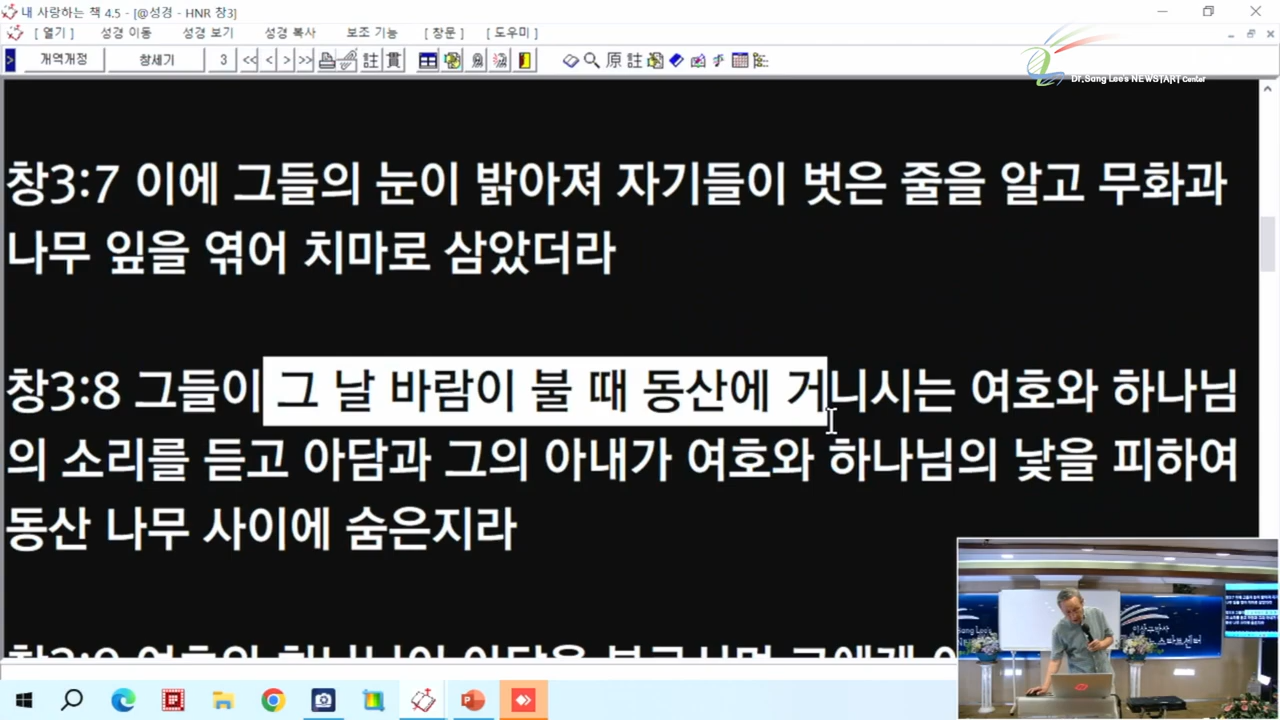 내 사랑하는 책 4.5 - [@성경 - HNR 창3]
[ 열기 ] 성경 이동 성경 보기 성경 복사 보조 기능 [ 창문 ] [ 도우미 ]
개역개정 창세기 3 << < > >> 註 貫 原 註
Dr.Sang Lee's NEWSTART Center
창3:7 이에 그들의 눈이 밝아져 자기들이 벗은 줄을 알고 무화과
나무 잎을 엮어 치마로 삼았더라
창3:8 그들이 그 날 바람이 불 때 동산에 거니시는 여호와 하나님
의 소리를 듣고 아담과 그의 아내가 여호와 하나님의 낯을 피하여
동산 나무 사이에 숨은지라